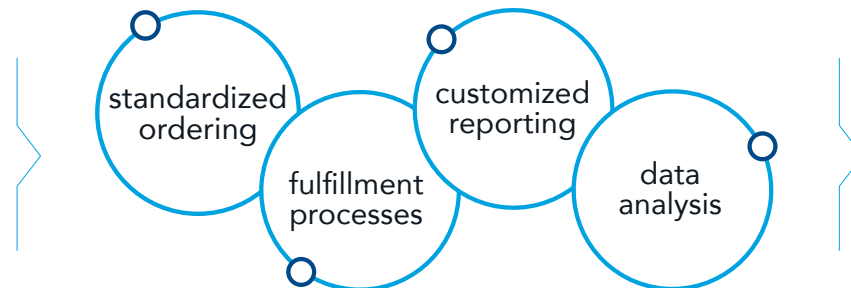 standardized
ordering
fulfillment
processes
customized
reporting
data
analysis